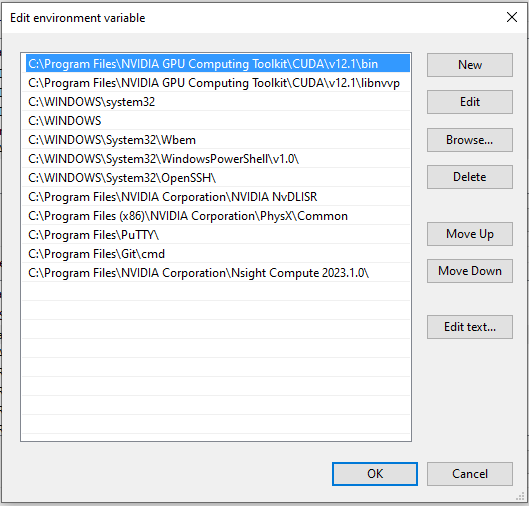 Edit environment variable
C:\Program Files\NVIDIA GPU Computing Toolkit\CUDA\v12.1\bin
C:\Program Files\NVIDIA GPU Computing Toolkit\CUDA\v12.1\libnvvp
C:\WINDOWS\system32
C:\WINDOWS
C:\WINDOWS\System32\Wbem
C:\WINDOWS\System32\WindowsPowerShell\v1.0\
C:\WINDOWS\System32\OpenSSH\
C:\Program Files\NVIDIA Corporation\NVIDIA NvDLISR
C:\Program Files (x86)\NVIDIA Corporation\PhysX\Common
C:\Program Files\PuTTY\
C:\Program Files\Git\cmd
C:\Program Files\NVIDIA Corporation\Nsight Compute 2023.1.0\
New
Edit
Browse...
Delete
Move Up
Move Down
Edit text...
OK
Cancel